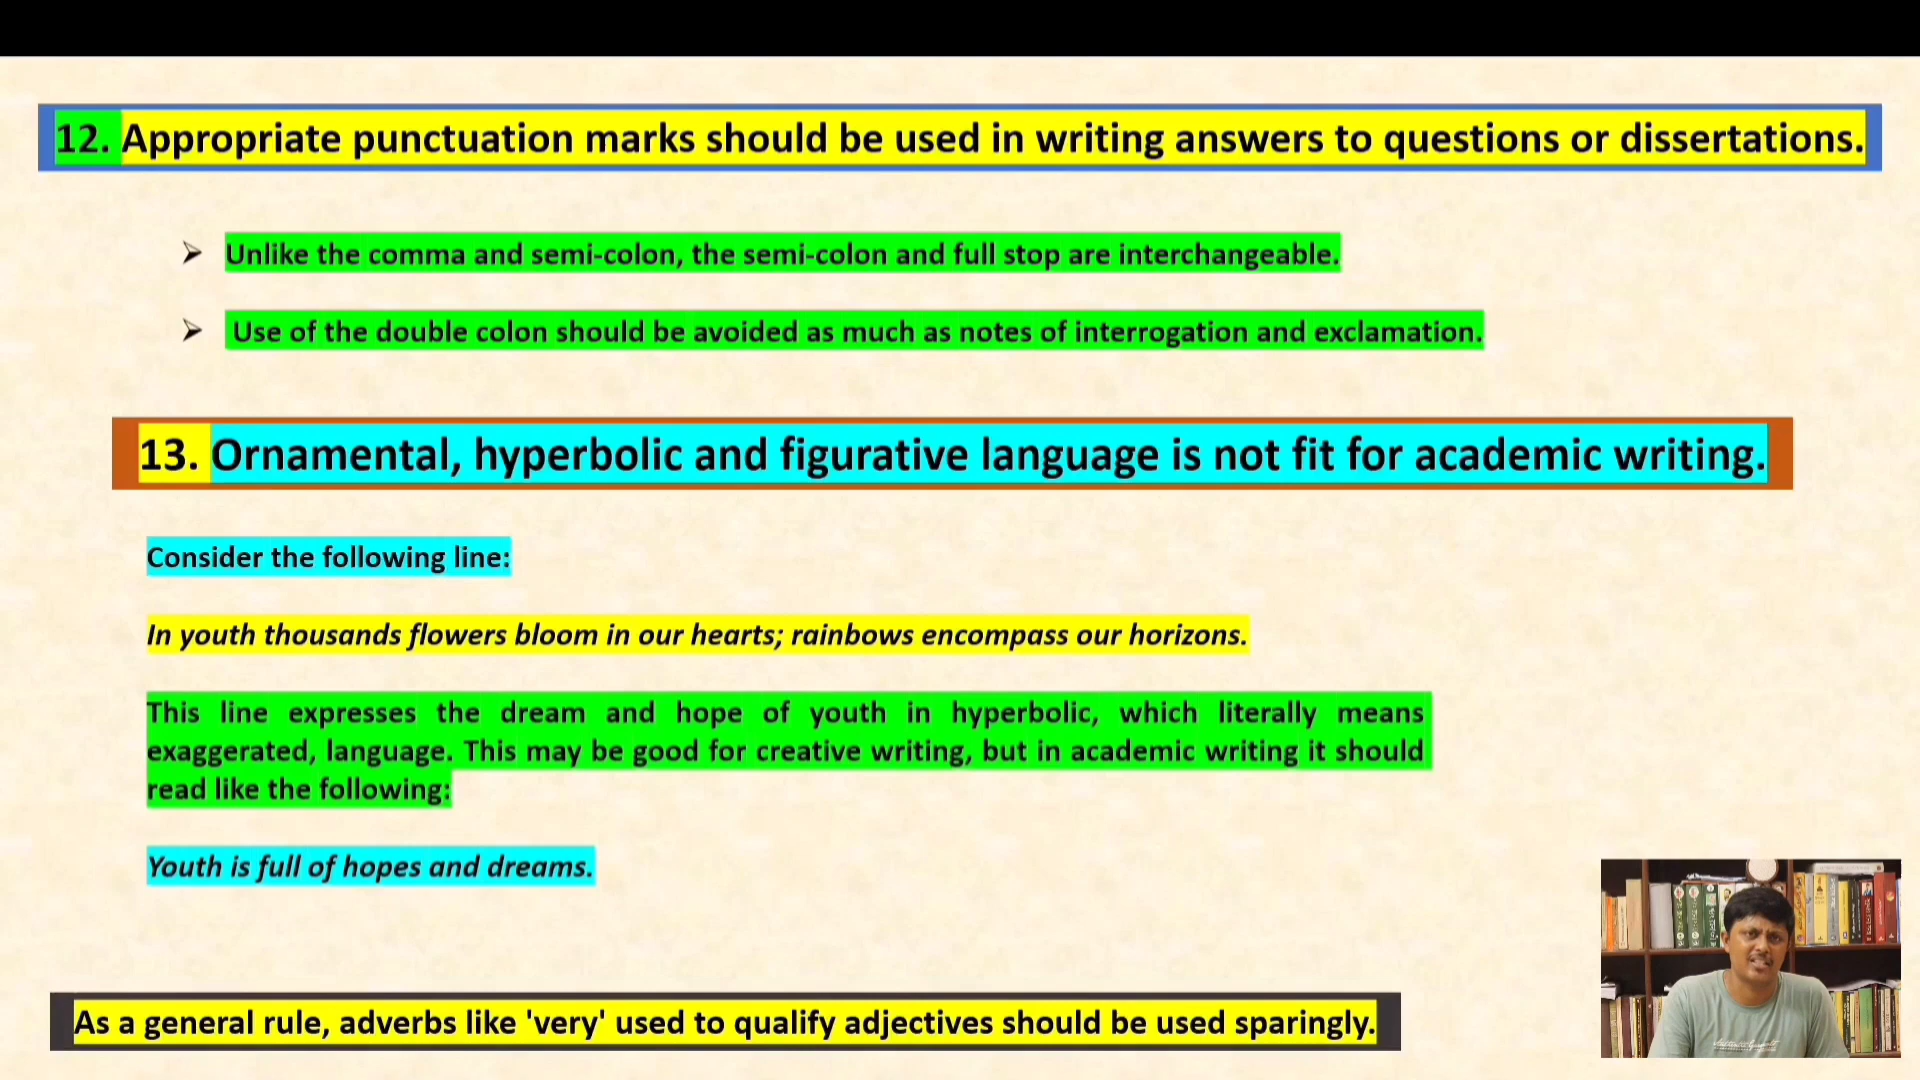 12. Appropriate punctuation marks should be used in writing answers to questions or dissertations.
➢ Unlike the comma and semi-colon, the semi-colon and full stop are interchangeable.
➢ Use of the double colon should be avoided as much as notes of interrogation and exclamation.
13. Ornamental, hyperbolic and figurative language is not fit for academic writing.
Consider the following line:
In youth thousands flowers bloom in our hearts; rainbows encompass our horizons.
This line expresses the dream and hope of youth in hyperbolic, which literally means
exaggerated, language. This may be good for creative writing, but in academic writing it should
read like the following:
Youth is full of hopes and dreams.
As a general rule, adverbs like 'very' used to qualify adjectives should be used sparingly.